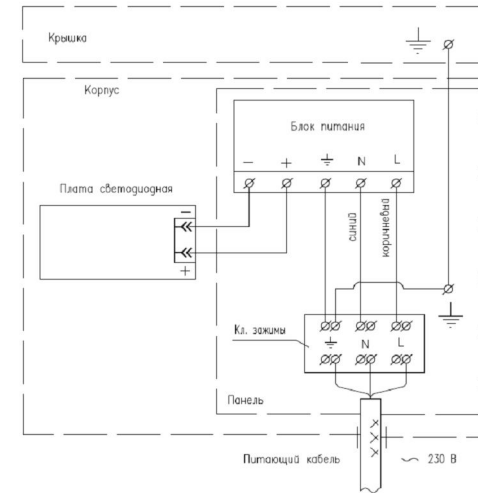 Крышка
Корпус
Блок питания
− + N L
Плата светодиодная
−
+
синий
коричневый
Кл. зажимы
N L
Панель
Питающий кабель ~ 230 В